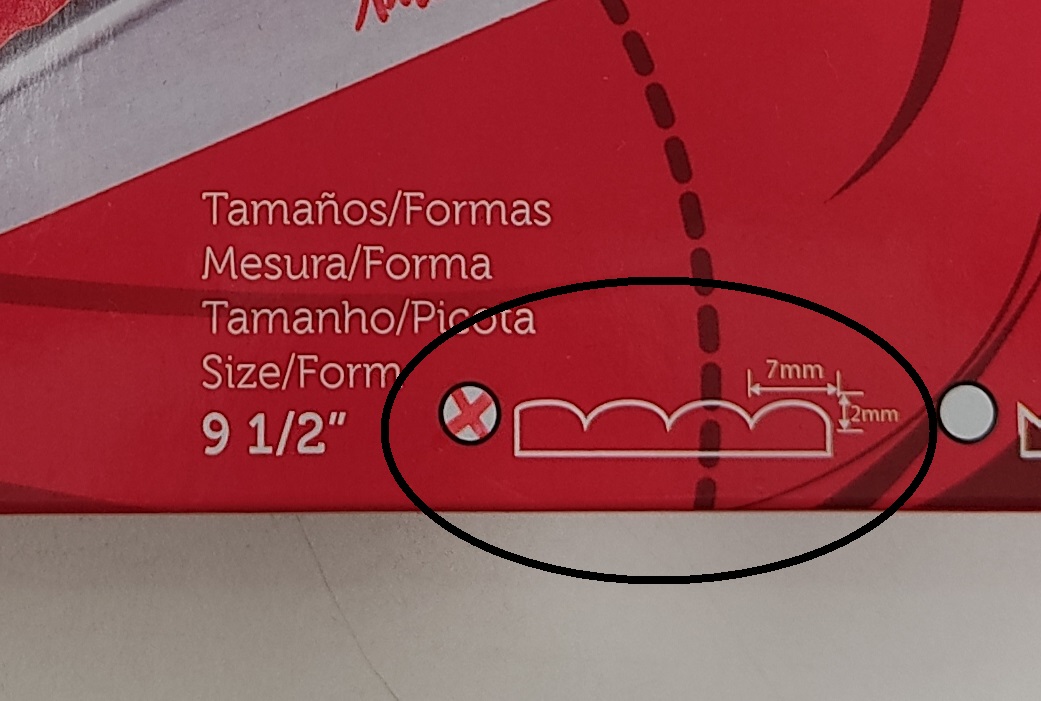 Tamaños/Formas
Mesura/Forma
Tamanho/Picota
Size/Form
9 1/2"
7mm
2mm